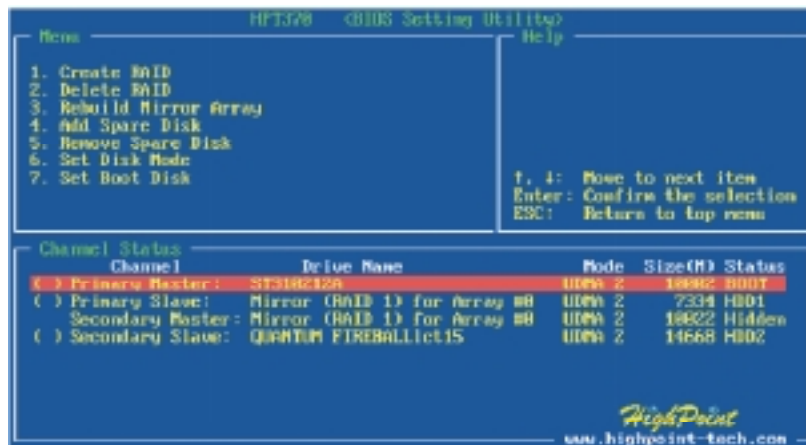 HPT370 (BIOS Setting Utility)
Menu
1. Create RAID
2. Delete RAID
3. Rebuild Mirror Array
4. Add Spare Disk
5. Remove Spare Disk
6. Set Disk Mode
7. Set Boot Disk
Help
↑, ↓: Move to next item
Enter: Confirm the selection
ESC: Return to top menu
Channel Status
Channel Drive Name Mode Size(M) Status
( ) Primary Master: ST310212A UDMA 2 10002 BOOT
( ) Primary Slave: Mirror (RAID 1) for Array #0 UDMA 2 7334 HDD1
Secondary Master: Mirror (RAID 1) for Array #0 UDMA 2 10022 Hidden
( ) Secondary Slave: QUANTUM FIREBALLlct15 UDMA 2 14668 HDD2
HighPoint
www.highpoint-tech.com